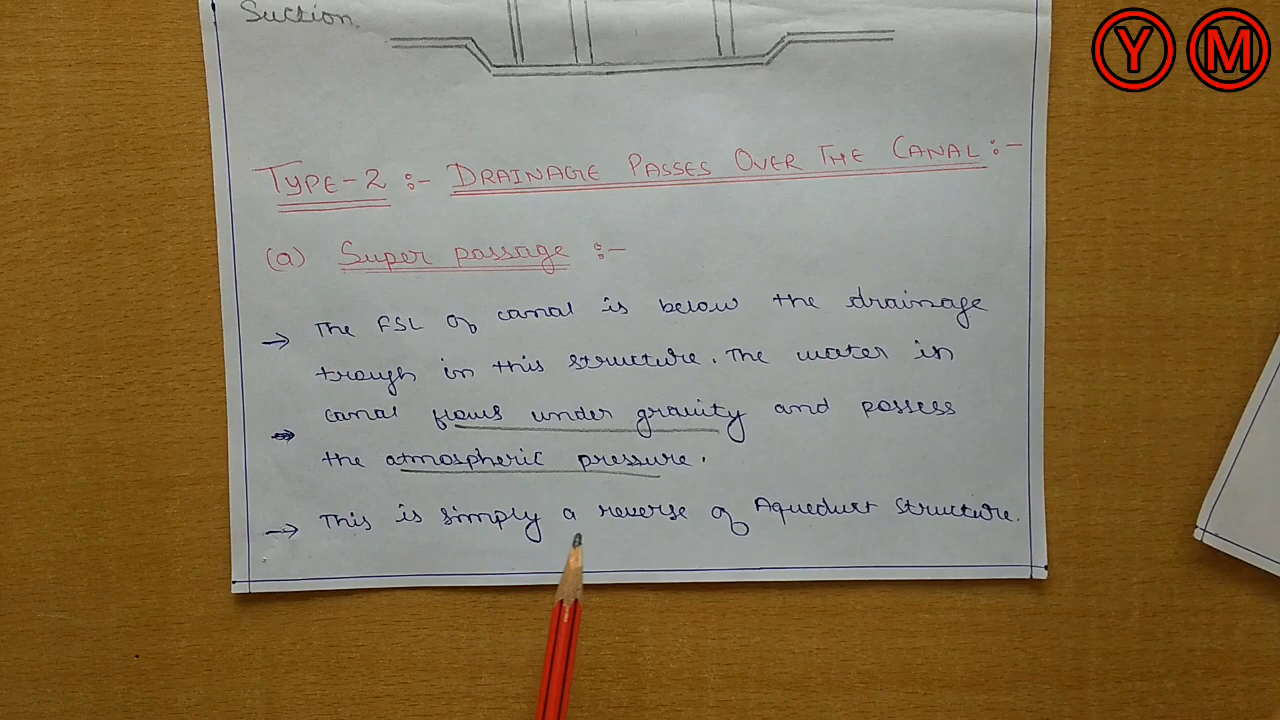 Suction.
Y M
TYPE-2 :- DRAINAGE PASSES OVER THE CANAL :-
(a) Super passage :-
→ The FSL of canal is below the drainage
trough in this structure. The water in
canal flows under gravity and possess
the atmospheric pressure.
→ This is simply a reverse of Aqueduct structure.